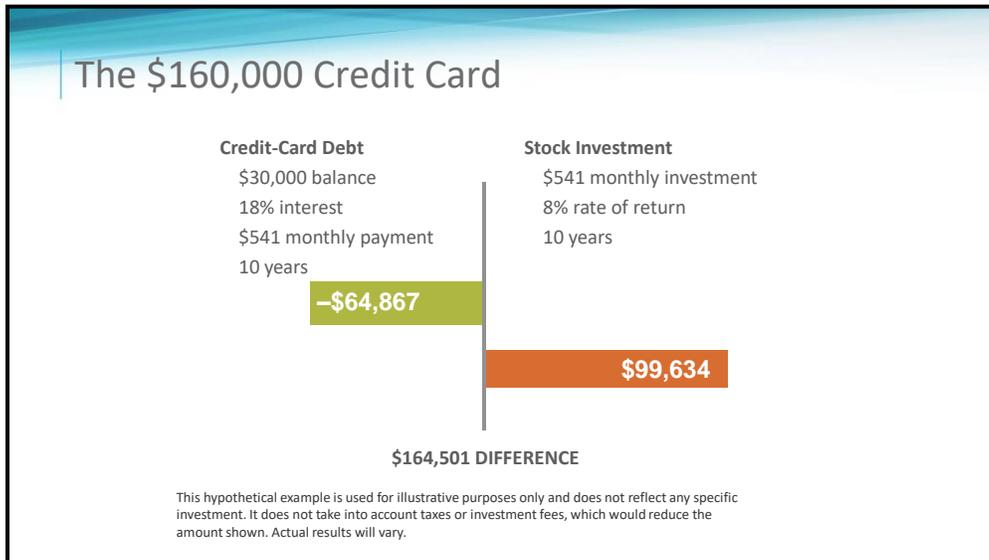 The $160,000 Credit Card
Credit-Card Debt
$30,000 balance
18% interest
$541 monthly payment
10 years
–$64,867
Stock Investment
$541 monthly investment
8% rate of return
10 years
$99,634
$164,501 DIFFERENCE
This hypothetical example is used for illustrative purposes only and does not reflect any specific
investment. It does not take into account taxes or investment fees, which would reduce the
amount shown. Actual results will vary.